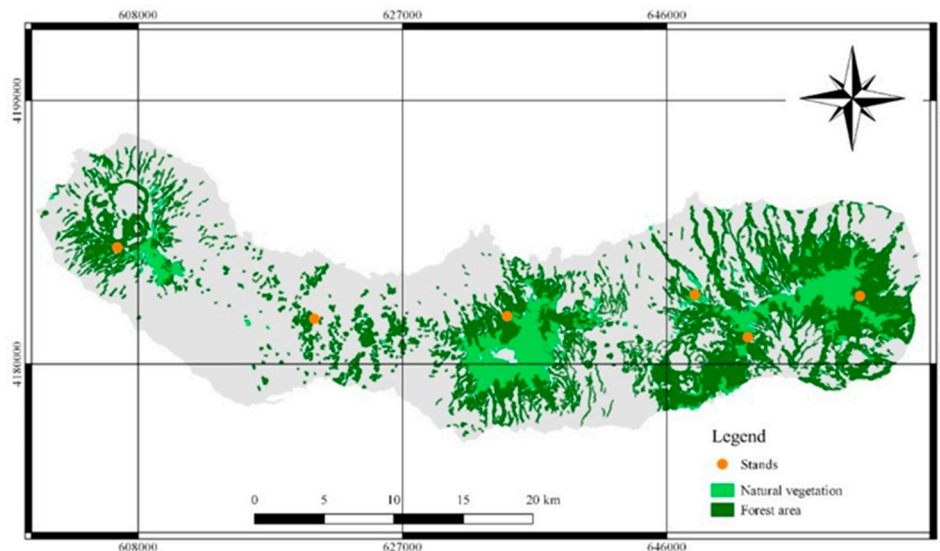 608000 627000 646000
4199000
4180000
Legend
Stands
Natural vegetation
Forest area
0 5 10 15 20 km
608000 627000 646000